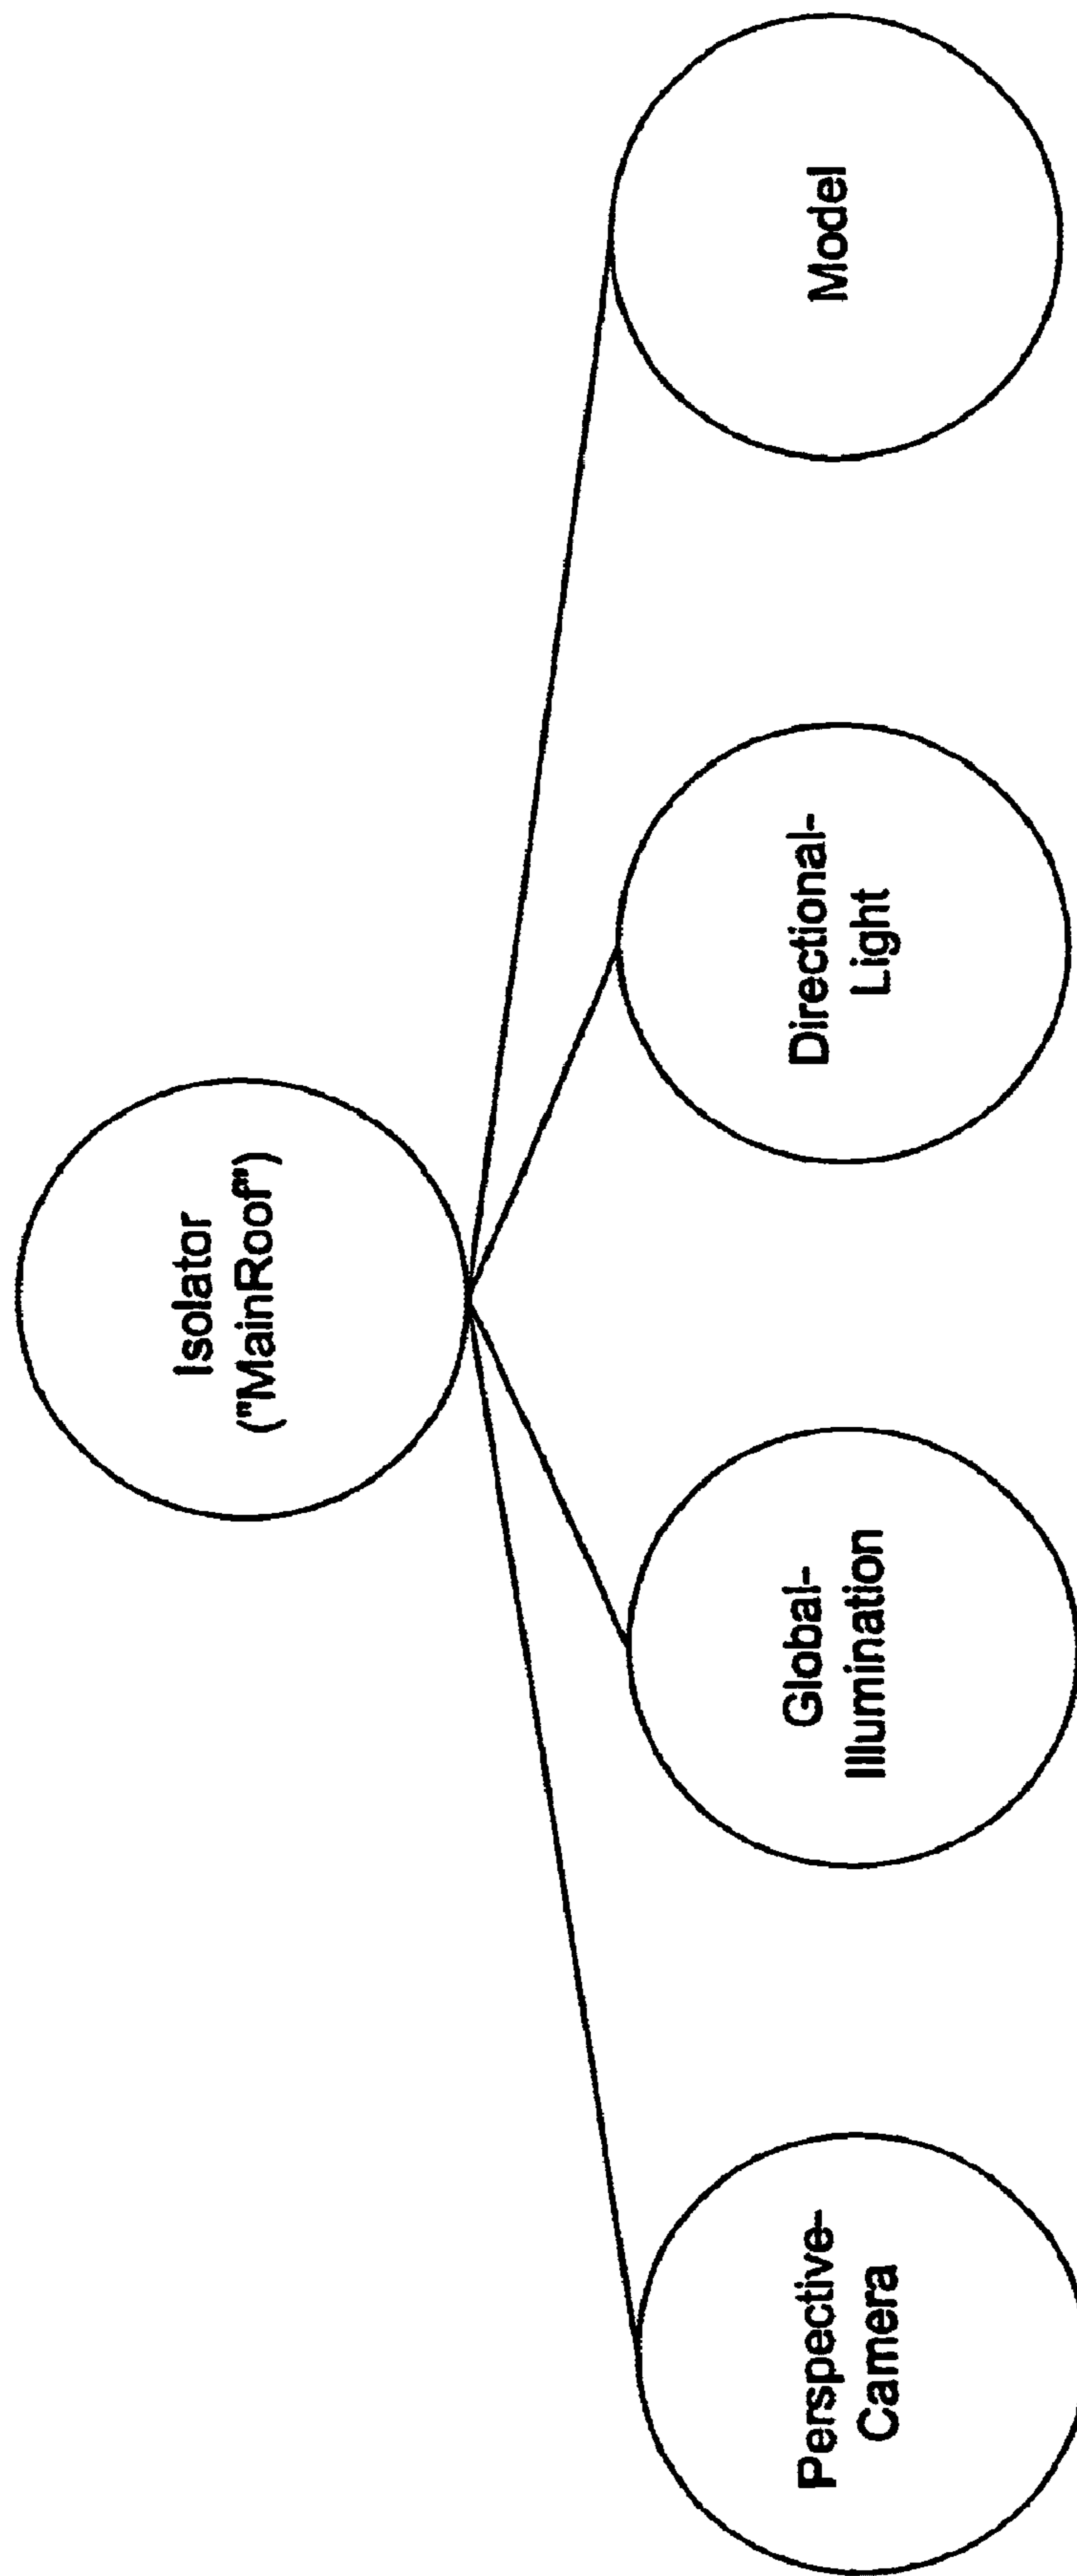 Isolator
("MainRoof")
Perspective-
Camera
Global-
Illumination
Directional-
Light
Model